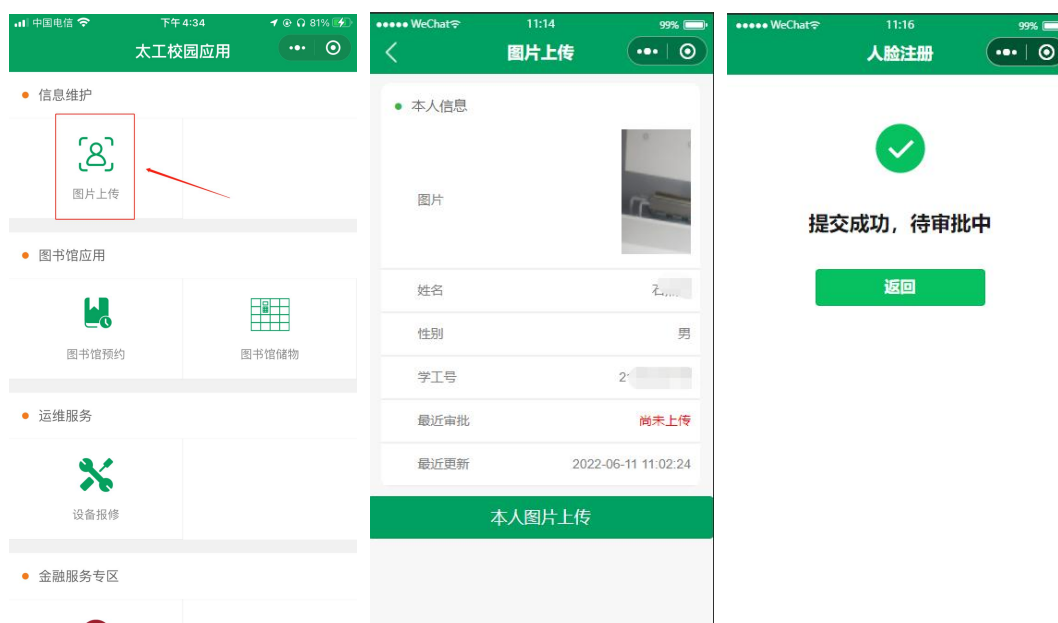 中国电信
下午4:34
81%
太工校园应用
信息维护
图片上传
图书馆应用
图书馆预约
图书馆储物
运维服务
设备报修
金融服务专区
WeChat
11:14
99%
图片上传
本人信息
图片
姓名
性别
男
学工号
2
最近审批
尚未上传
最近更新
2022-06-11 11:02:24
本人图片上传
WeChat
11:16
99%
人脸注册
提交成功，待审批中
返回